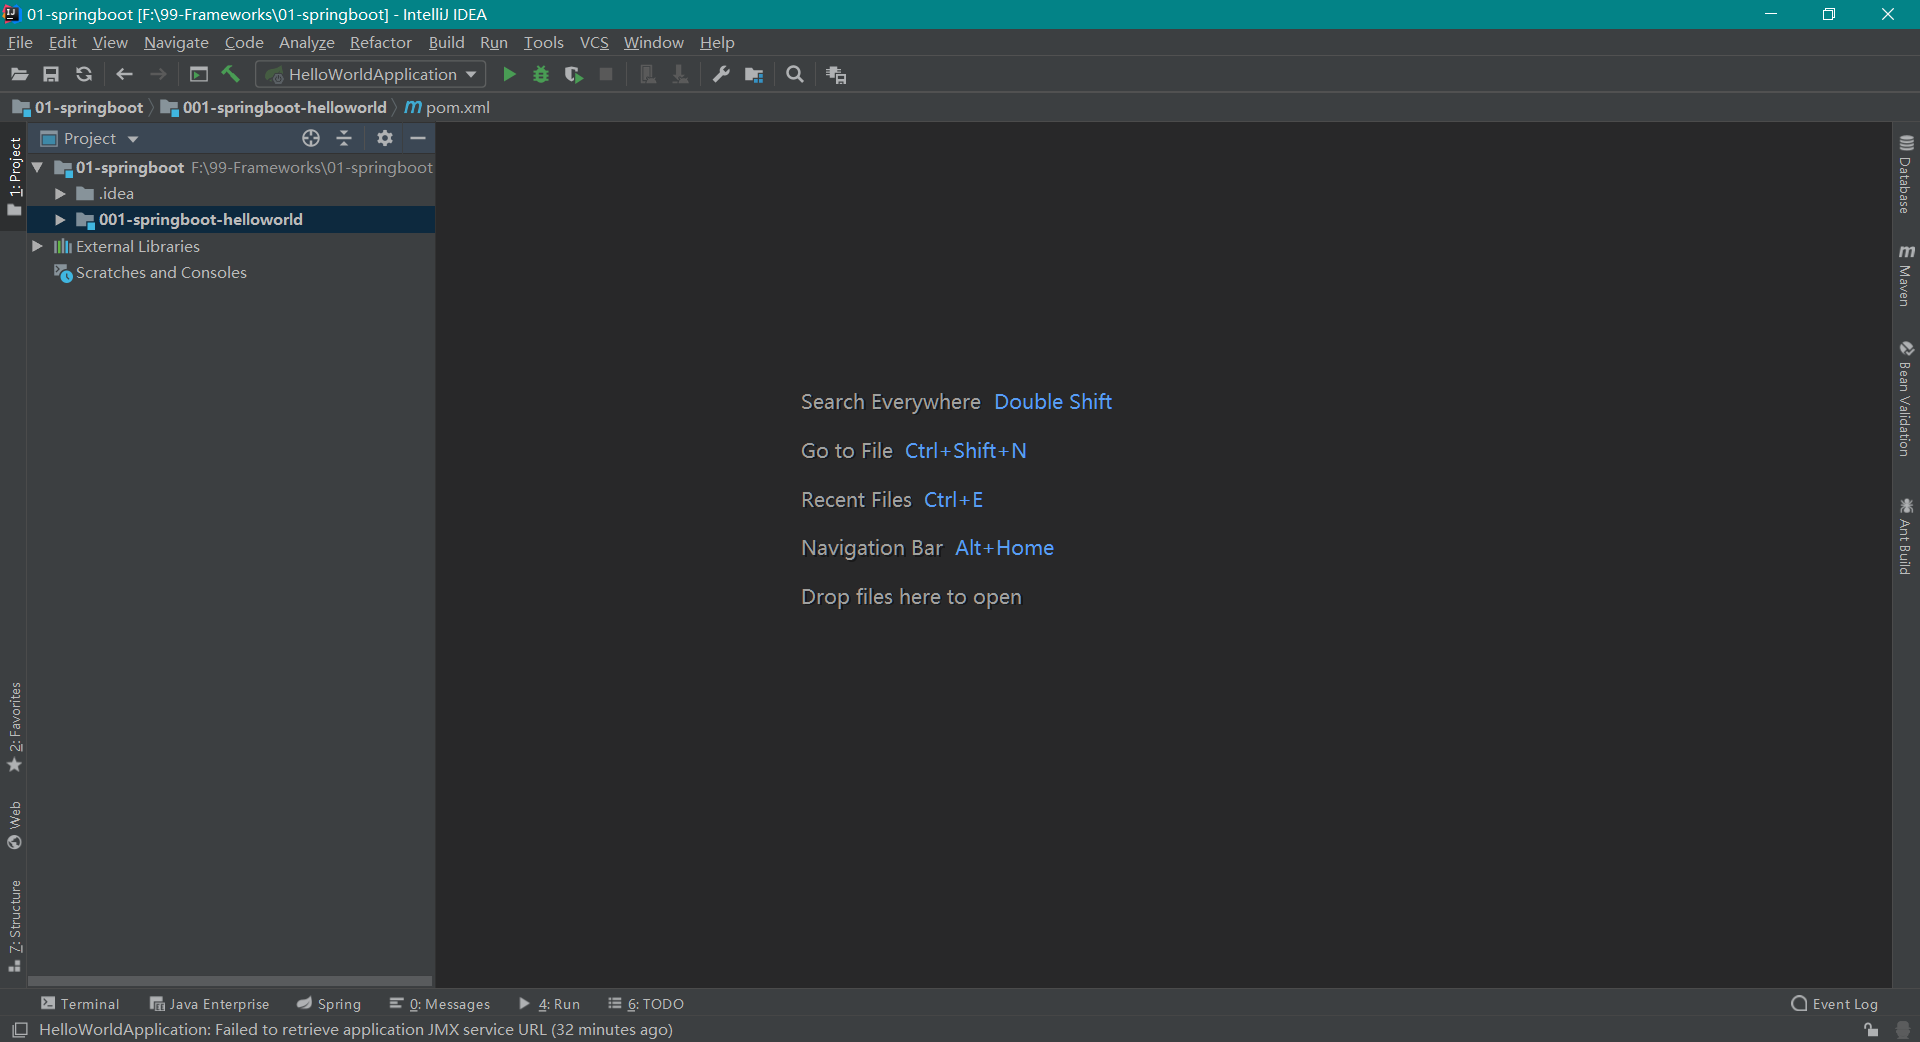 01-springboot [F:\99-Frameworks\01-springboot] - IntelliJ IDEA
File Edit View Navigate Code Analyze Refactor Build Run Tools VCS Window Help
HelloWorldApplication
01-springboot 001-springboot-helloworld pom.xml
Project
01-springboot F:\99-Frameworks\01-springboot
.idea
001-springboot-helloworld
External Libraries
Scratches and Consoles
1: Project
2: Favorites
Web
7: Structure
Search Everywhere Double Shift
Go to File Ctrl+Shift+N
Recent Files Ctrl+E
Navigation Bar Alt+Home
Drop files here to open
Database
Maven
Bean Validation
Ant Build
Terminal Java Enterprise Spring 0: Messages 4: Run 6: TODO Event Log
HelloWorldApplication: Failed to retrieve application JMX service URL (32 minutes ago)